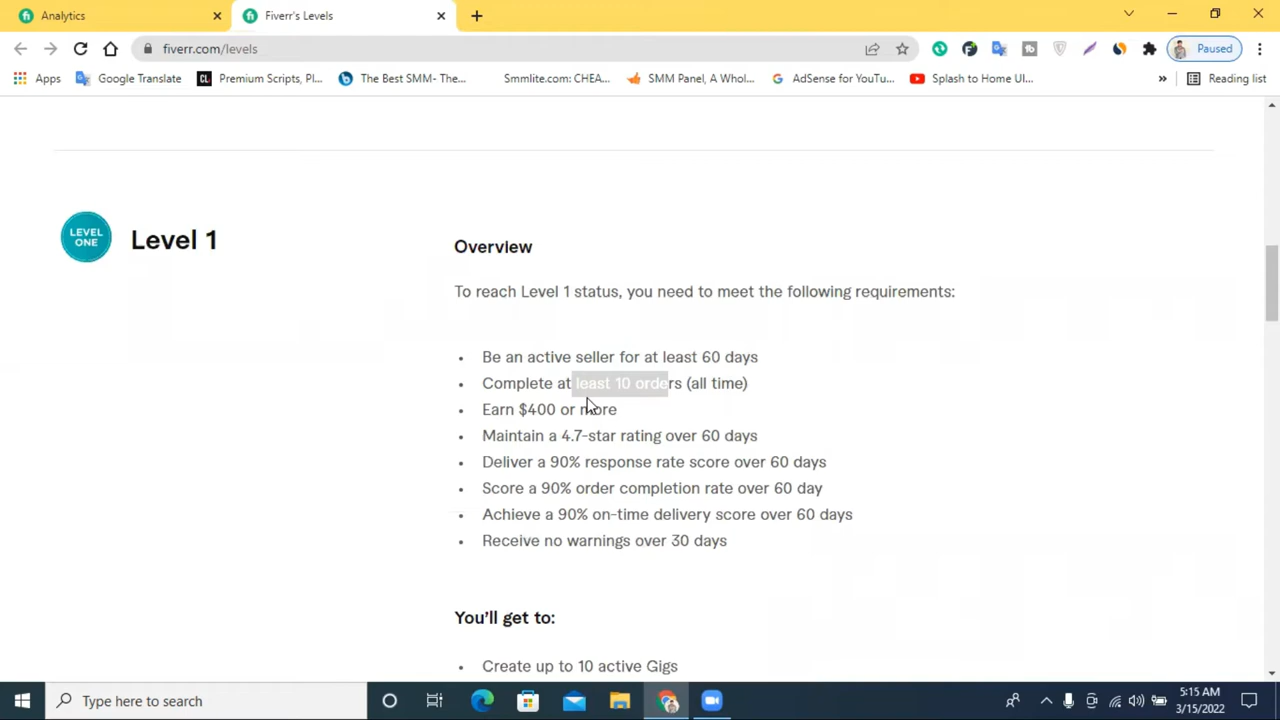 Analytics
Fiverr's Levels
fiverr.com/levels
Paused
Apps
Google Translate
Premium Scripts, Pl...
The Best SMM- The...
Smmlite.com: CHEA...
SMM Panel, A Whol...
AdSense for YouTu...
Splash to Home UI...
Reading list
LEVEL
ONE
Level 1
Overview
To reach Level 1 status, you need to meet the following requirements:
• Be an active seller for at least 60 days
• Complete at least 10 orders (all time)
• Earn $400 or more
• Maintain a 4.7-star rating over 60 days
• Deliver a 90% response rate score over 60 days
• Score a 90% order completion rate over 60 day
• Achieve a 90% on-time delivery score over 60 days
• Receive no warnings over 30 days
You'll get to:
• Create up to 10 active Gigs
Type here to search
5:15 AM
3/15/2022